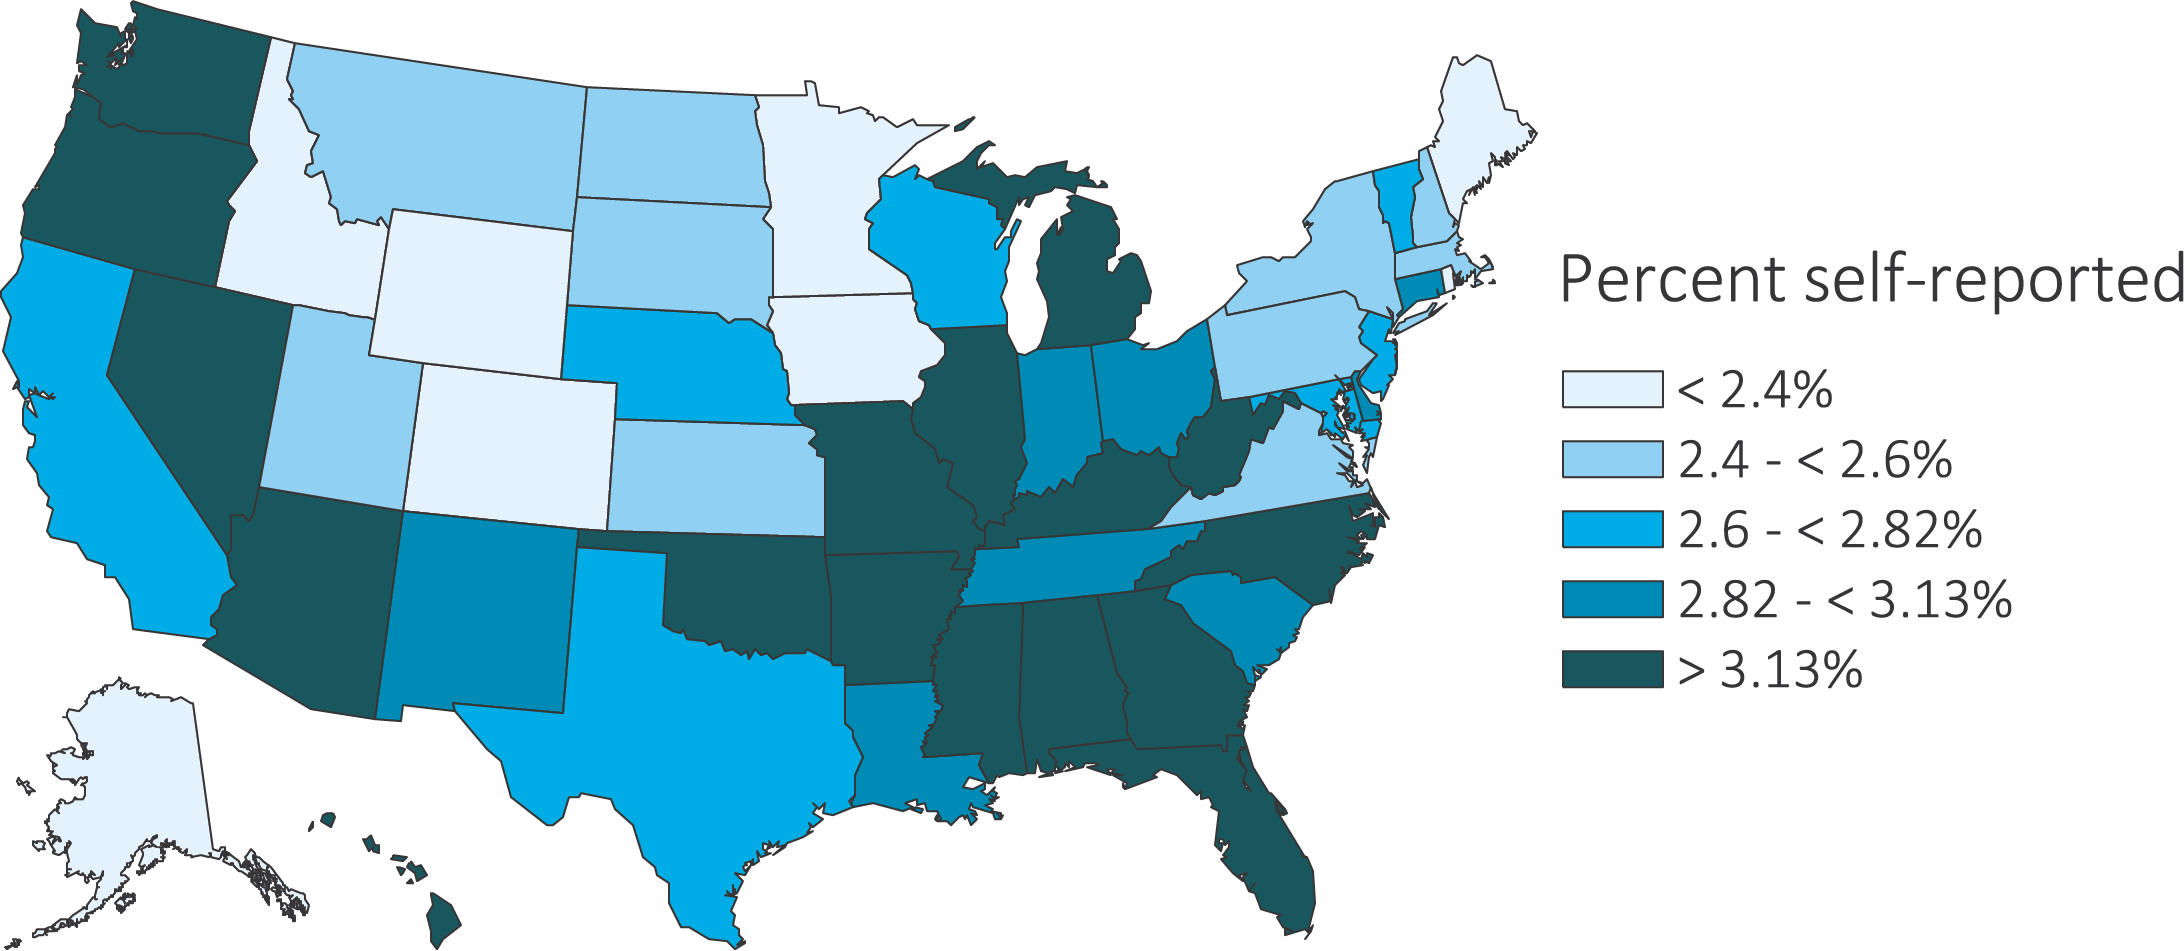 Percent self-reported
< 2.4%
2.4 - < 2.6%
2.6 - < 2.82%
2.82 - < 3.13%
> 3.13%